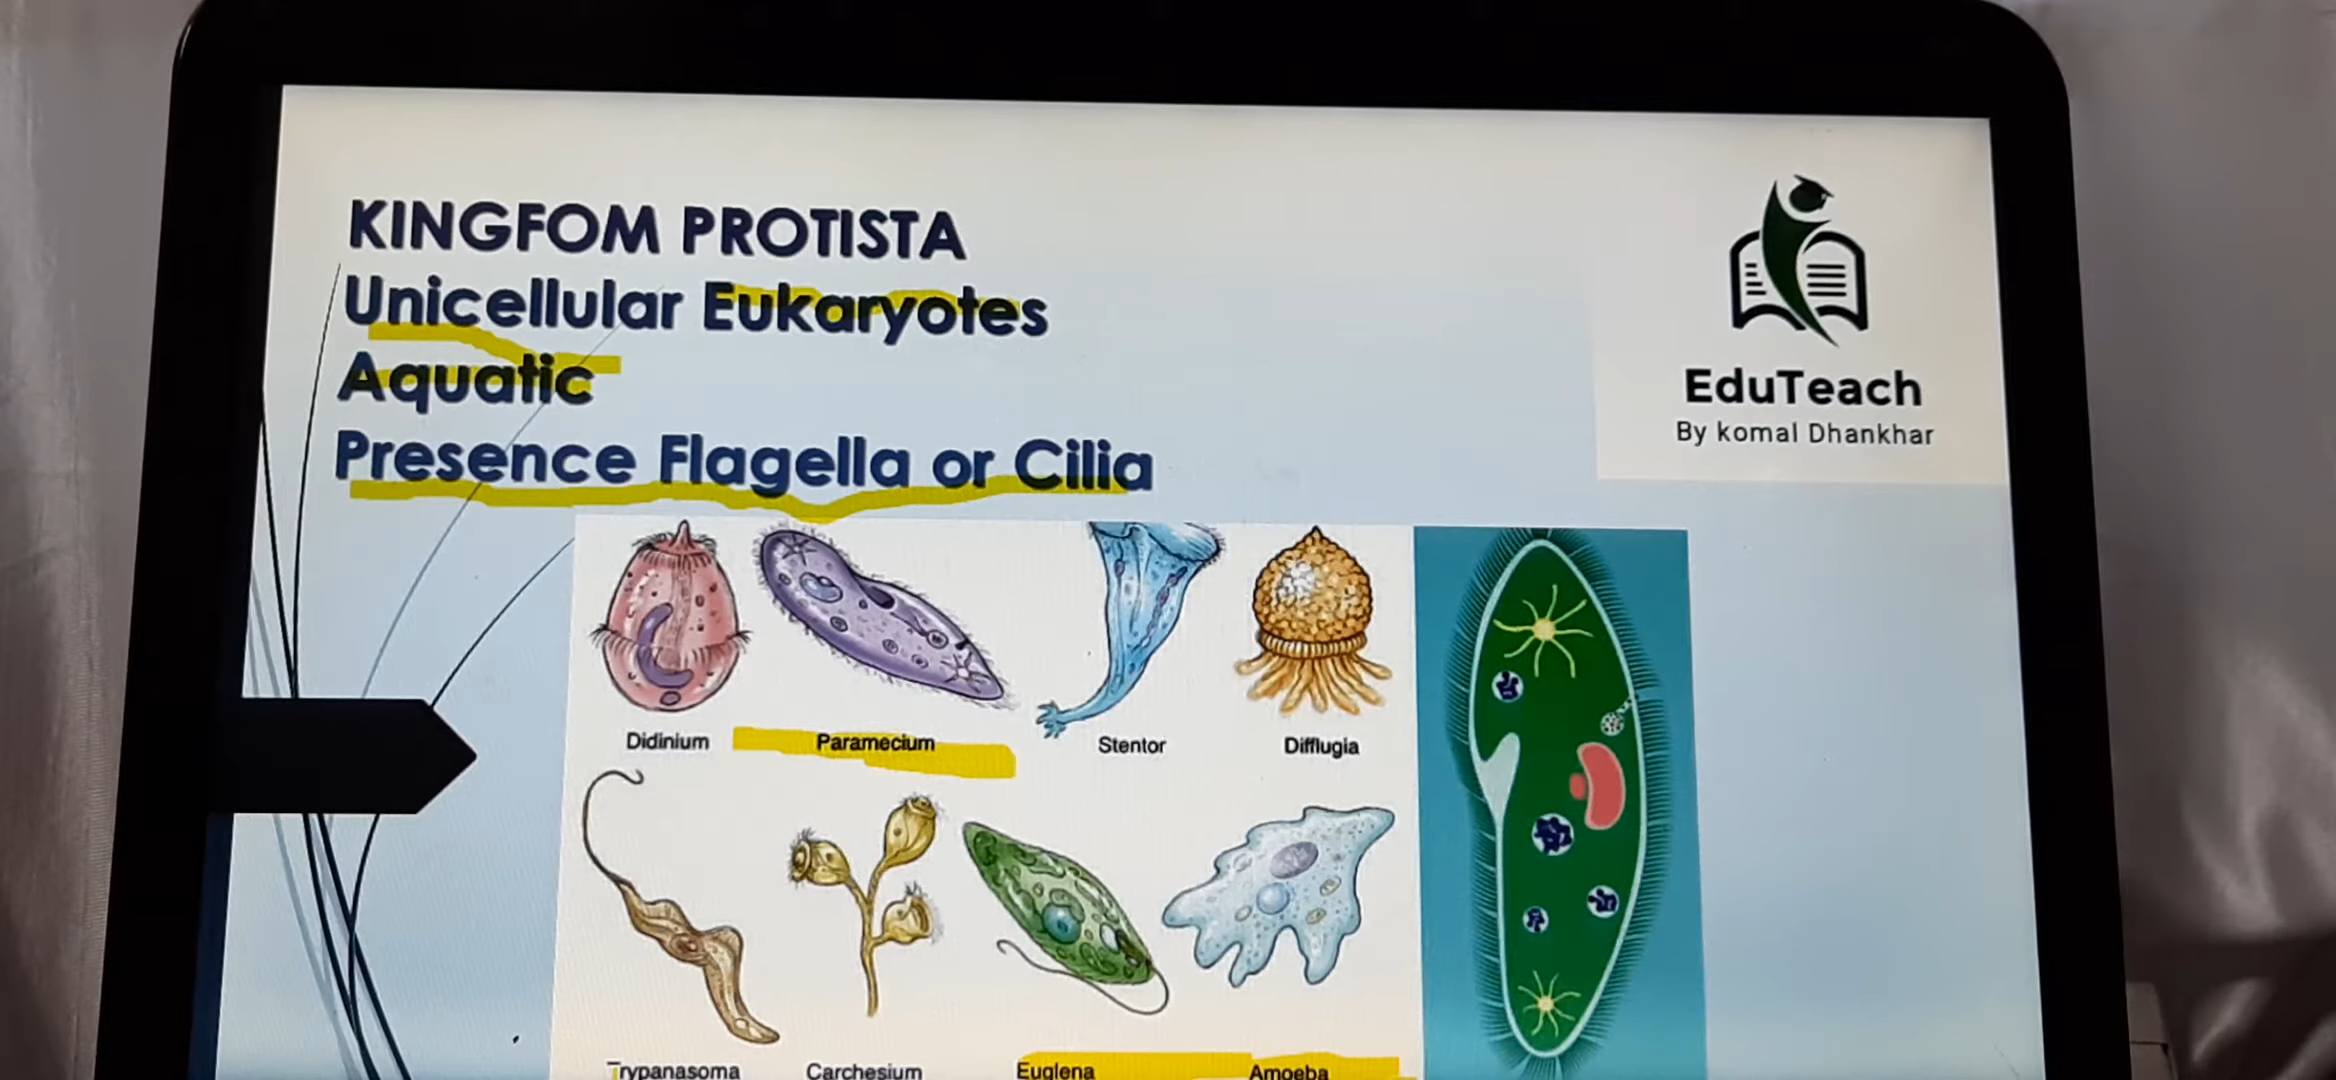 KINGFOM PROTISTA
Unicellular Eukaryotes
Aquatic
Presence Flagella or Cilia
EduTeach
By komal Dhankhar
Didinium
Paramecium
Stentor
Difflugia
Trypanasoma
Carchesium
Euglena
Amoeba